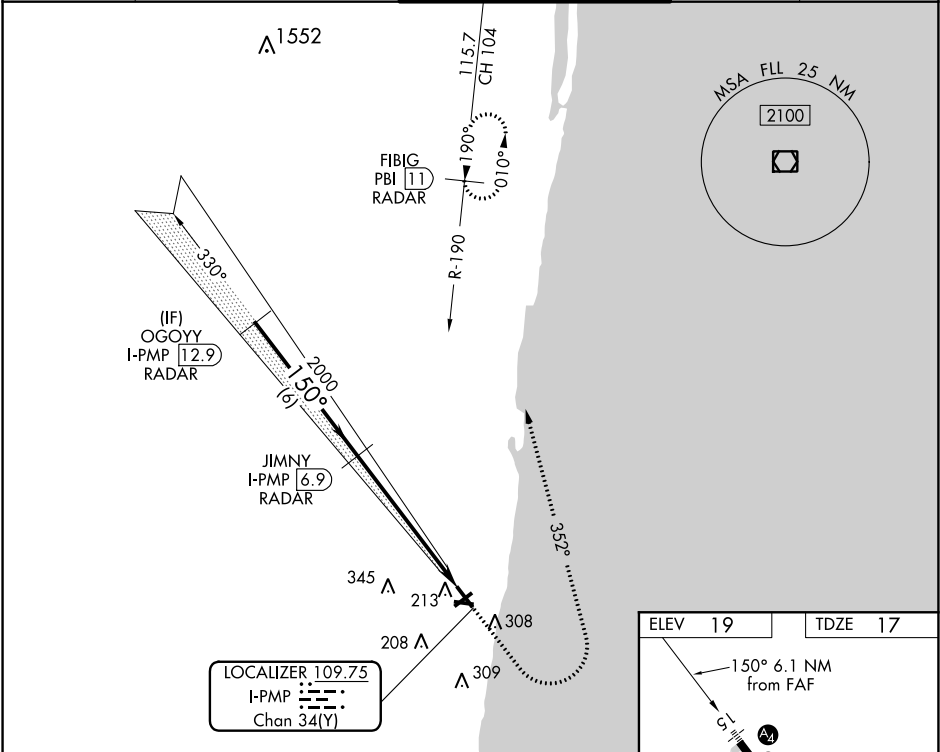 1552
115.7
CH 104
MSA FLL 25 NM
2100
190°
010°
FIBIG
PBI 11
RADAR
R-190
330°
(IF)
OGOYY
I-PMP 12.9
RADAR
2000
150°
(6)
JIMNY
I-PMP 6.9
RADAR
352°
345
213
308
208
309
LOCALIZER 109.75
I-PMP
Chan 34(Y)
ELEV 19
TDZE 17
150° 6.1 NM
from FAF
15
A4